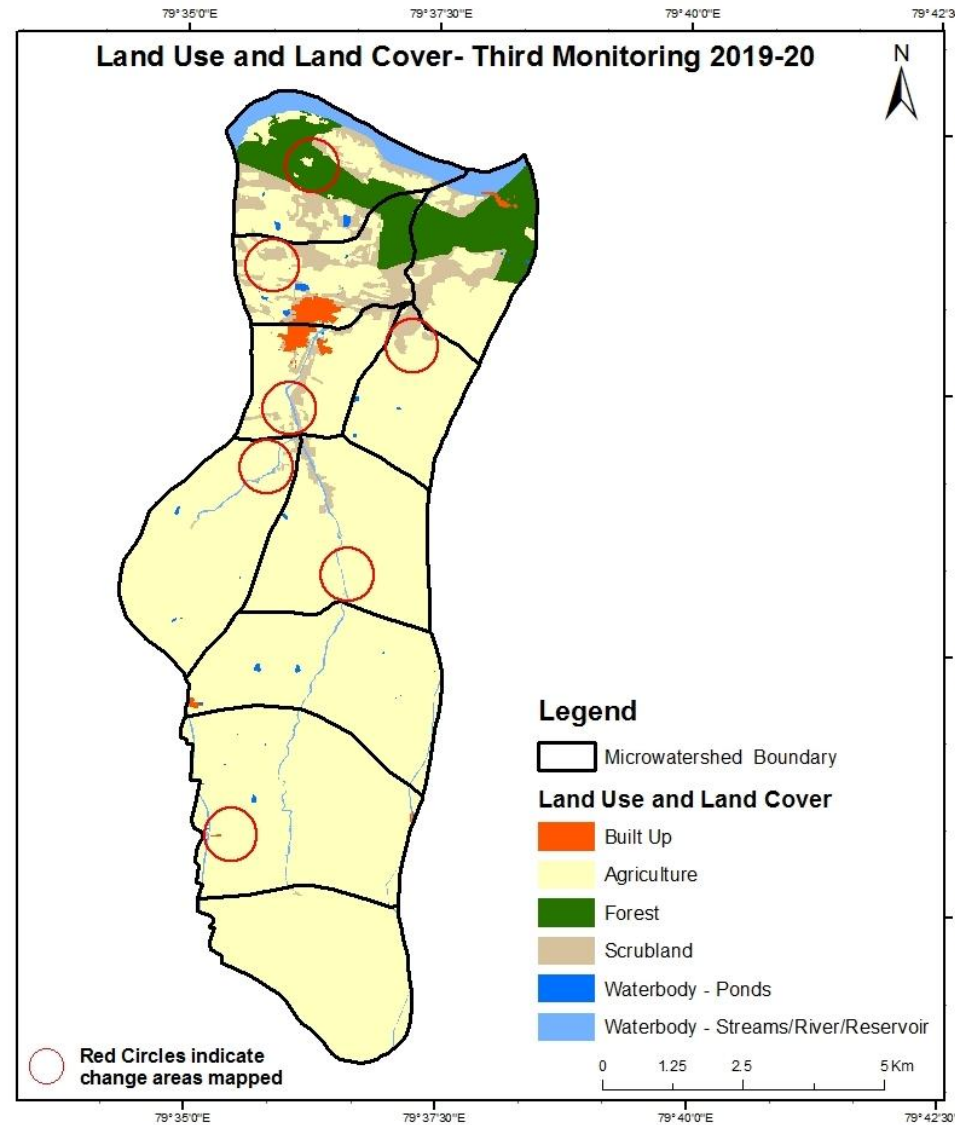 79°35'0"E 79°37'30"E 79°40'0"E 79°42'3
Land Use and Land Cover- Third Monitoring 2019-20
N
Legend
Microwatershed Boundary
Land Use and Land Cover
Built Up
Agriculture
Forest
Scrubland
Waterbody - Ponds
Waterbody - Streams/River/Reservoir
Red Circles indicate
change areas mapped
0 1.25 2.5 5 Km
79°35'0"E 79°37'30"E 79°40'0"E 79°42'30"E